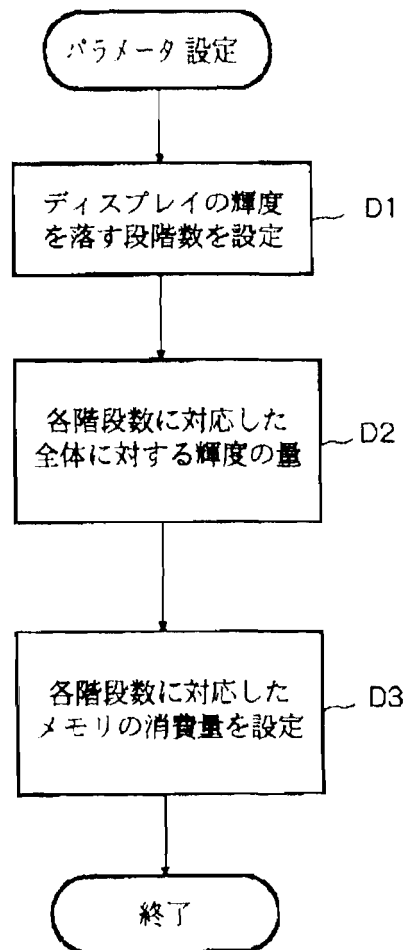 パラメータ設定
ディスプレイの輝度
を落す段階数を設定
D1
各階段数に対応した
全体に対する輝度の量
D2
各階段数に対応した
メモリの消費量を設定
D3
終了